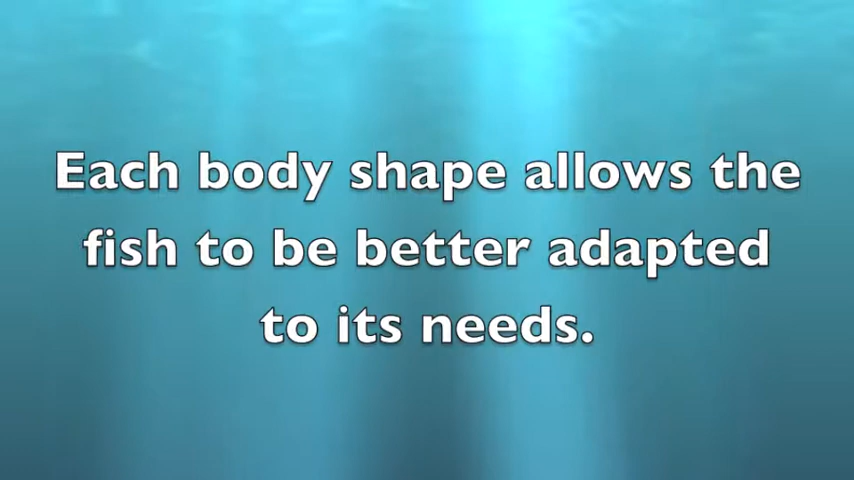 Each body shape allows the
fish to be better adapted
to its needs.